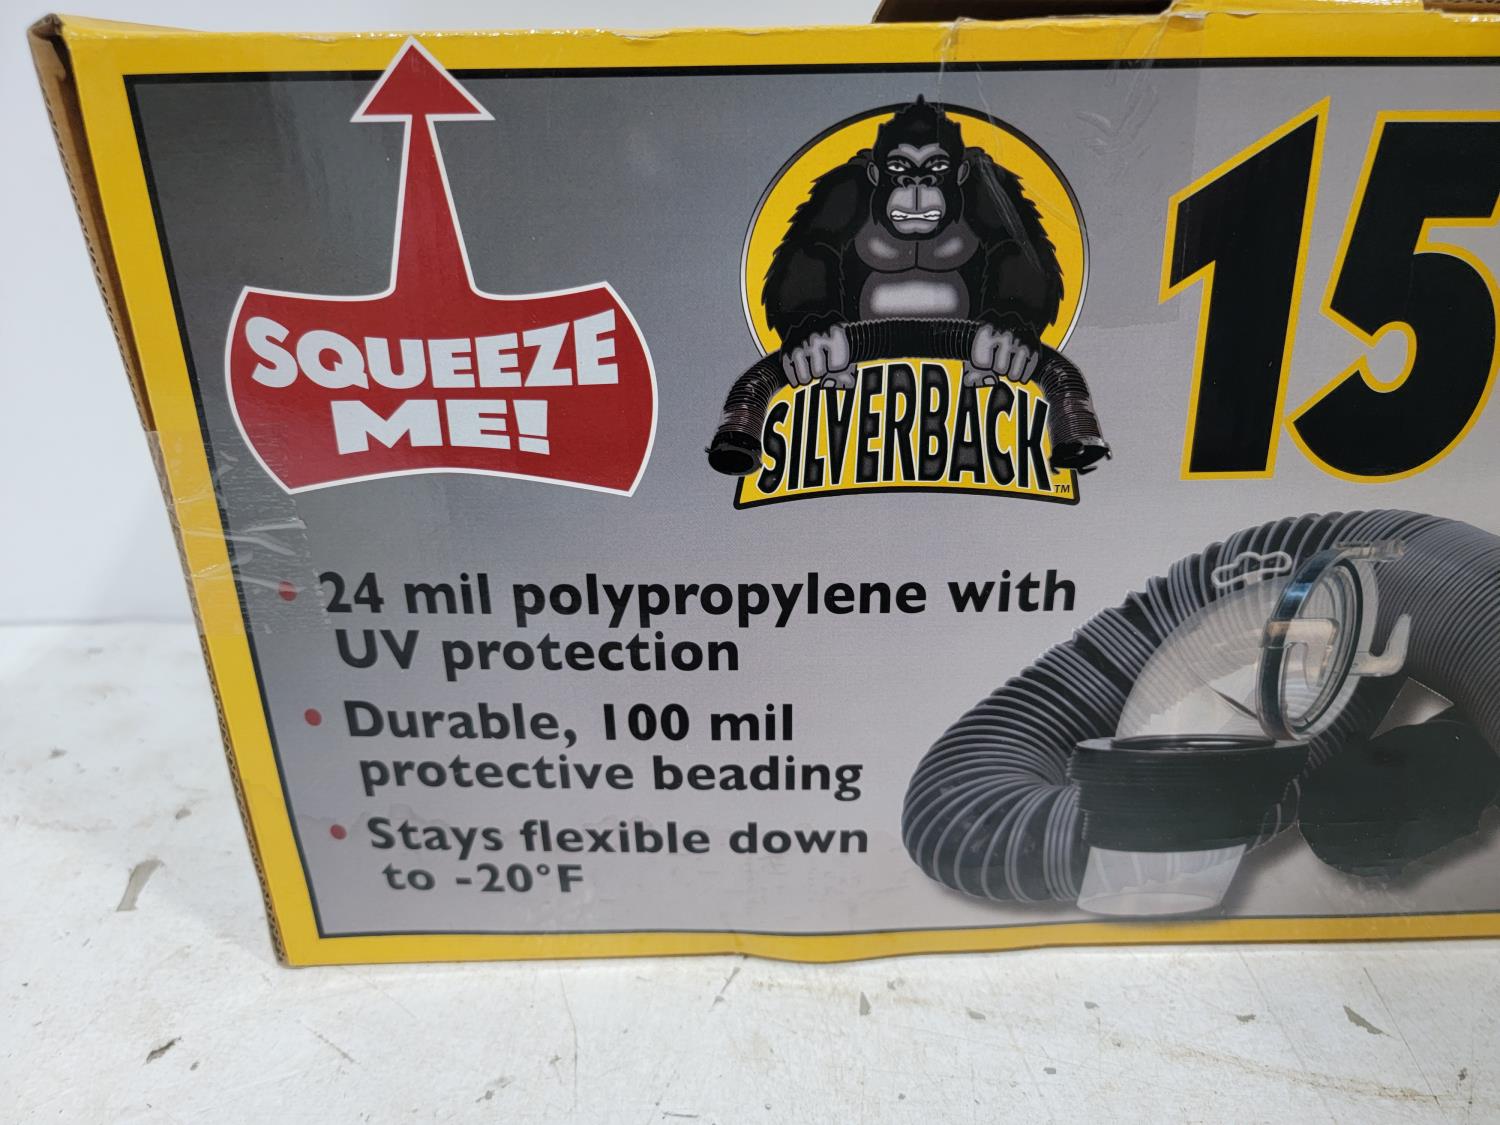 SQUEEZE
ME!
SILVERBACK
TM
15
• 24 mil polypropylene with
UV protection
• Durable, 100 mil
protective beading
• Stays flexible down
to -20°F